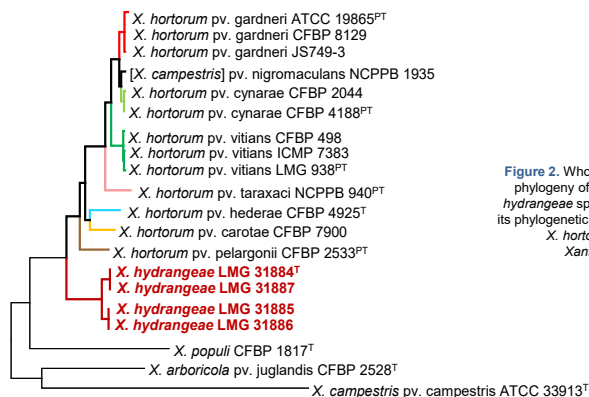 X. hortorum pv. gardneri ATCC 19865ᴾᵀ
X. hortorum pv. gardneri CFBP 8129
X. hortorum pv. gardneri JS749-3
[X. campestris] pv. nigromaculans NCPPB 1935
X. hortorum pv. cynarae CFBP 2044
X. hortorum pv. cynarae CFBP 4188ᴾᵀ
X. hortorum pv. vitians CFBP 498
X. hortorum pv. vitians ICMP 7383
X. hortorum pv. vitians LMG 938ᴾᵀ
X. hortorum pv. taraxaci NCPPB 940ᴾᵀ
X. hortorum pv. hederae CFBP 4925ᵀ
X. hortorum pv. carotae CFBP 7900
X. hortorum pv. pelargonii CFBP 2533ᴾᵀ
X. hydrangeae LMG 31884ᵀ
X. hydrangeae LMG 31887
X. hydrangeae LMG 31885
X. hydrangeae LMG 31886
X. populi CFBP 1817ᵀ
X. arboricola pv. juglandis CFBP 2528ᵀ
X. campestris pv. campestris ATCC 33913ᵀ
Figure 2. Who
phylogeny of
hydrangeae sp
its phylogenetic
X. horto
Xant